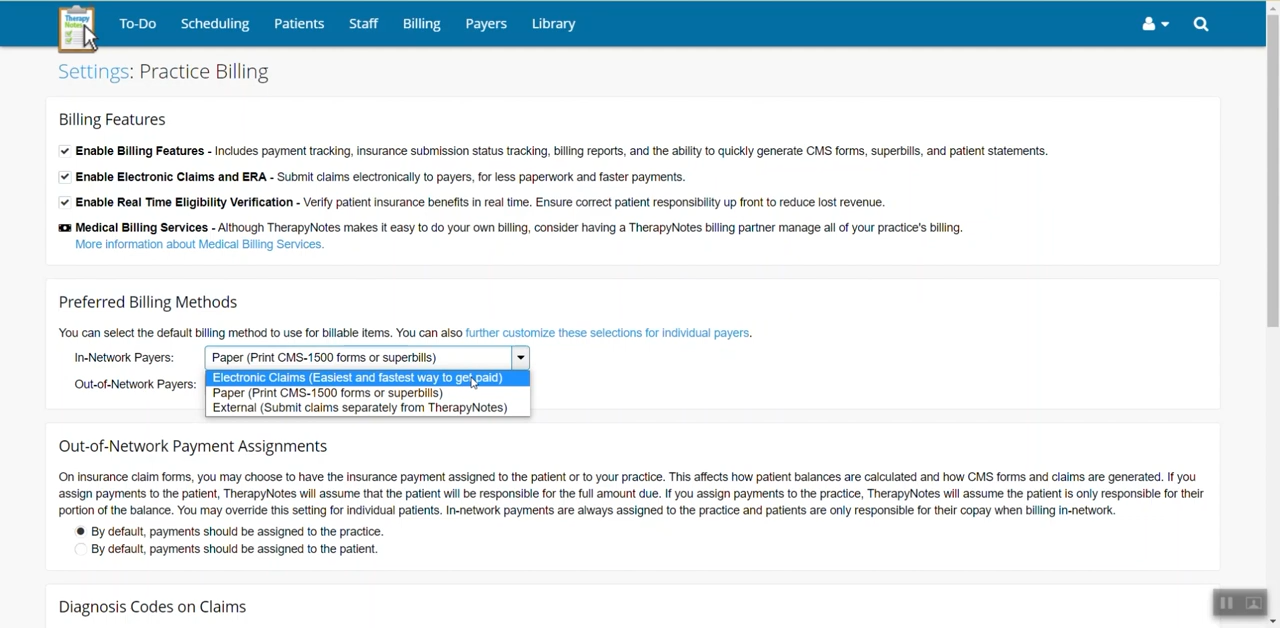 Therapy
Notes
To-Do
Scheduling
Patients
Staff
Billing
Payers
Library
Settings: Practice Billing
Billing Features
Enable Billing Features - Includes payment tracking, insurance submission status tracking, billing reports, and the ability to quickly generate CMS forms, superbills, and patient statements.
Enable Electronic Claims and ERA - Submit claims electronically to payers, for less paperwork and faster payments.
Enable Real Time Eligibility Verification - Verify patient insurance benefits in real time. Ensure correct patient responsibility up front to reduce lost revenue.
Medical Billing Services - Although TherapyNotes makes it easy to do your own billing, consider having a TherapyNotes billing partner manage all of your practice's billing.
More information about Medical Billing Services.
Preferred Billing Methods
You can select the default billing method to use for billable items. You can also further customize these selections for individual payers.
In-Network Payers:
Paper (Print CMS-1500 forms or superbills)
Electronic Claims (Easiest and fastest way to get paid)
Out-of-Network Payers:
Paper (Print CMS-1500 forms or superbills)
External (Submit claims separately from TherapyNotes)
Out-of-Network Payment Assignments
On insurance claim forms, you may choose to have the insurance payment assigned to the patient or to your practice. This affects how patient balances are calculated and how CMS forms and claims are generated. If you
assign payments to the patient, TherapyNotes will assume that the patient will be responsible for the full amount due. If you assign payments to the practice, TherapyNotes will assume the patient is only responsible for their
portion of the balance. You may override this setting for individual patients. In-network payments are always assigned to the practice and patients are only responsible for their copay when billing in-network.
By default, payments should be assigned to the practice.
By default, payments should be assigned to the patient.
Diagnosis Codes on Claims